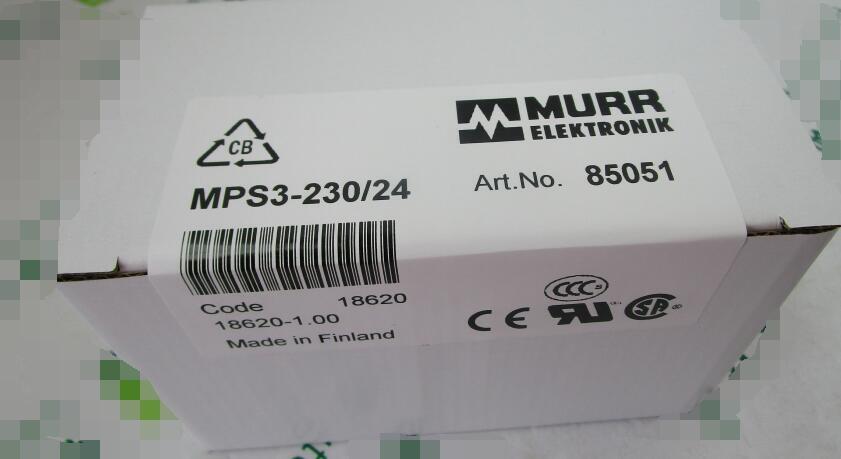 MURR
ELEKTRONIK
CB
MPS3-230/24
Art.No. 85051
Code 18620
18620-1.00
Made in Finland
CCC S
CE